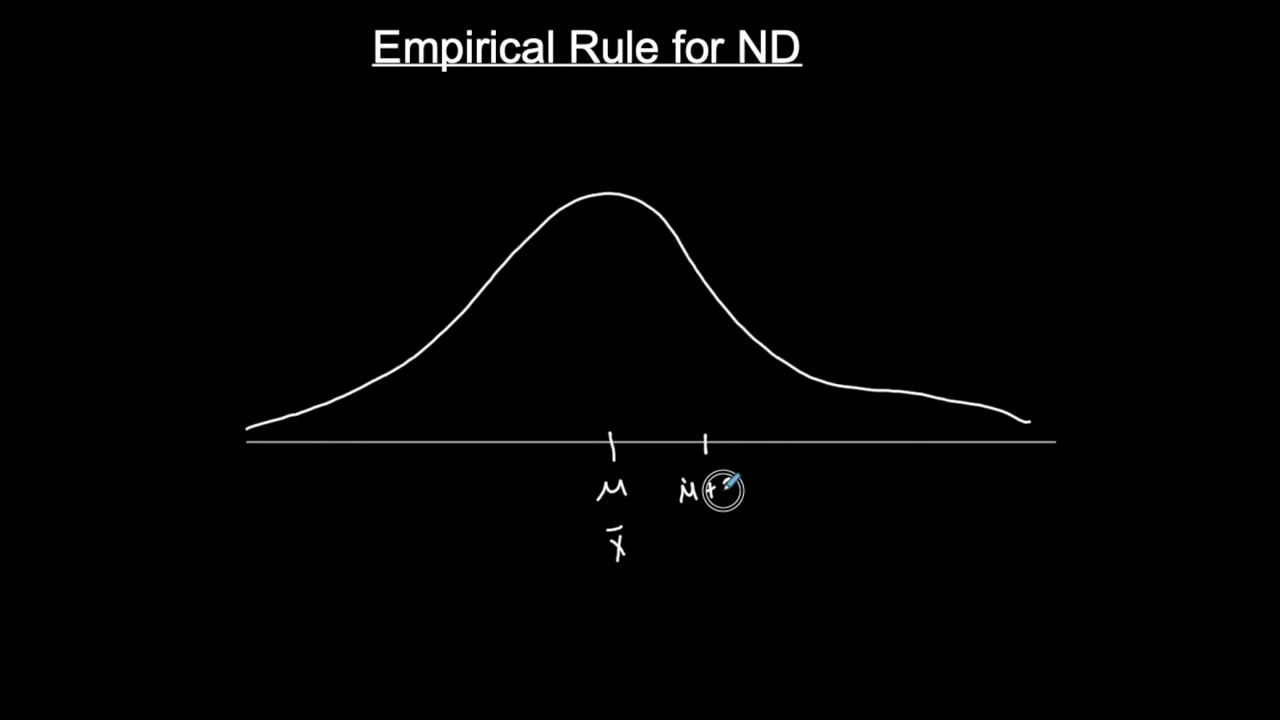 Empirical Rule for ND
μ μ +
x̄